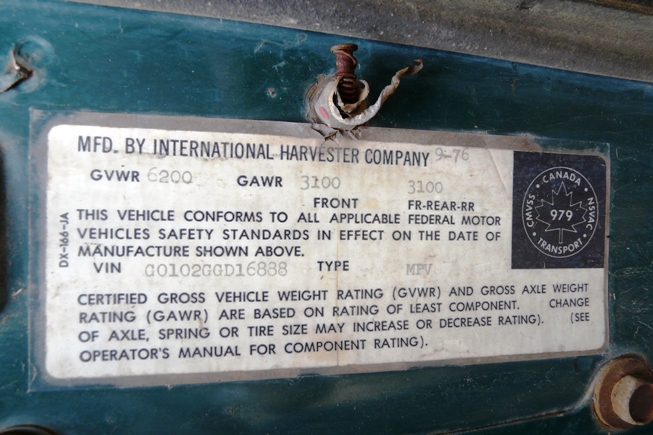 MFD. BY INTERNATIONAL HARVESTER COMPANY 9-76
GVWR 6200 GAWR 3100 3100
FRONT FR-REAR-RR
THIS VEHICLE CONFORMS TO ALL APPLICABLE FEDERAL MOTOR
VEHICLES SAFETY STANDARDS IN EFFECT ON THE DATE OF
MANUFACTURE SHOWN ABOVE.
VIN G0102GGD16888 TYPE MPV
CERTIFIED GROSS VEHICLE WEIGHT RATING (GVWR) AND GROSS AXLE WEIGHT
RATING (GAWR) ARE BASED ON RATING OF LEAST COMPONENT. CHANGE
OF AXLE, SPRING OR TIRE SIZE MAY INCREASE OR DECREASE RATING). (SEE
OPERATOR'S MANUAL FOR COMPONENT RATING).
DX-166-JA
CANADA
CMVSS 979 NSVAC
TRANSPORT